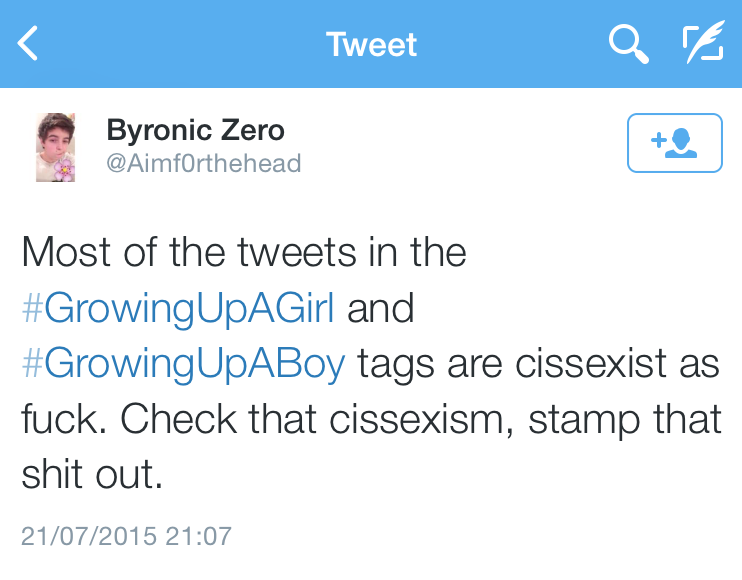 Tweet
Byronic Zero
@Aimf0rthehead
Most of the tweets in the
#GrowingUpAGirl and
#GrowingUpABoy tags are cissexist as
fuck. Check that cissexism, stamp that
shit out.
21/07/2015 21:07